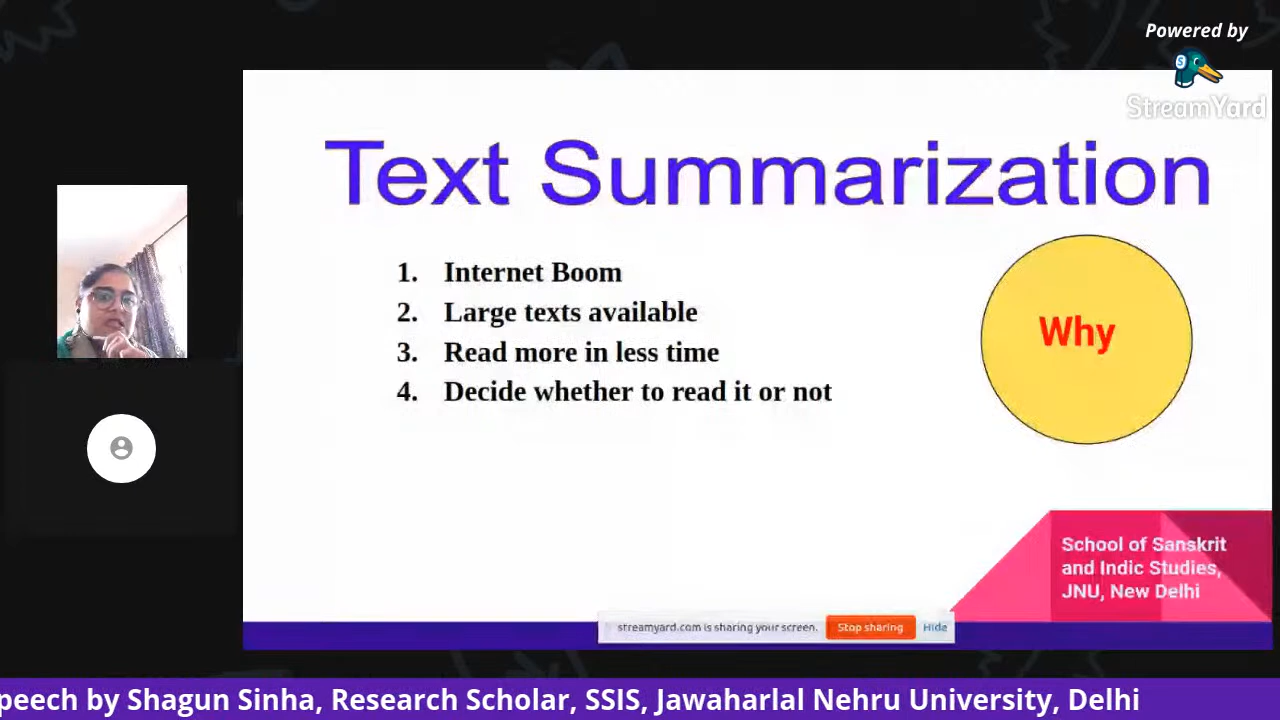 Powered by
StreamYard
Text Summarization
1. Internet Boom
2. Large texts available
3. Read more in less time
4. Decide whether to read it or not
Why
School of Sanskrit
and Indic Studies,
JNU, New Delhi
streamyard.com is sharing your screen. Stop sharing Hide
peech by Shagun Sinha, Research Scholar, SSIS, Jawaharlal Nehru University, Delhi